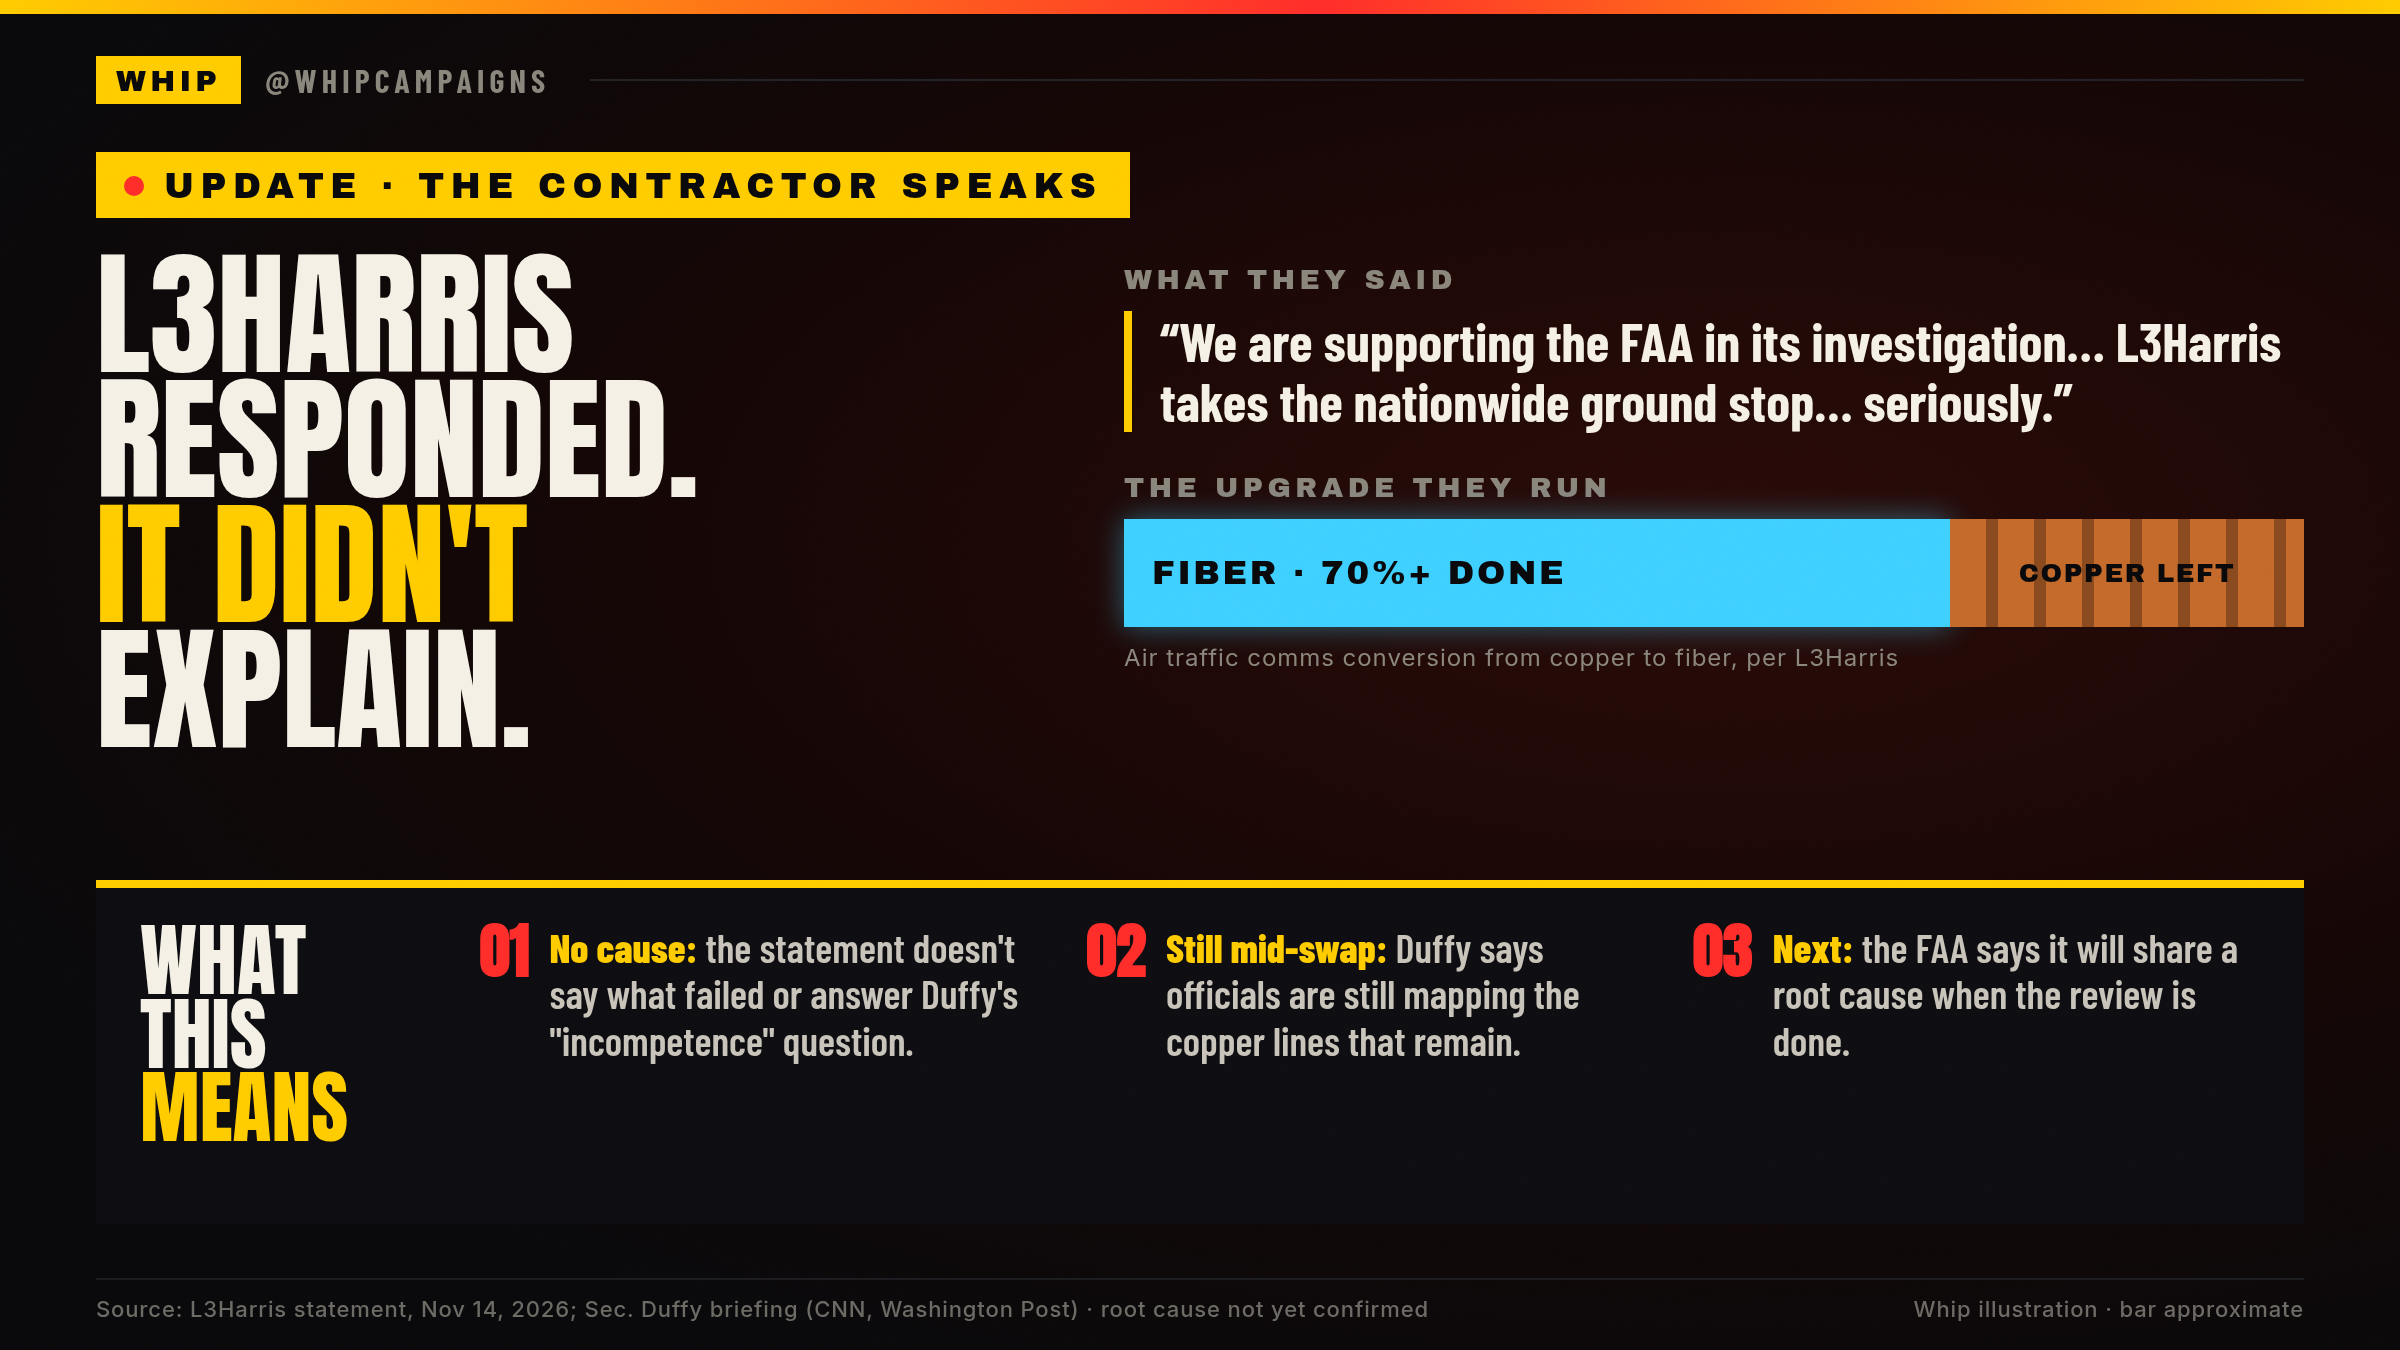 WHIP @WHIPCAMPAIGNS
UPDATE · THE CONTRACTOR SPEAKS
L3HARRIS
RESPONDED.
IT DIDN'T
EXPLAIN.
WHAT THEY SAID
“We are supporting the FAA in its investigation... L3Harris
takes the nationwide ground stop... seriously.”
THE UPGRADE THEY RUN
FIBER · 70%+ DONE
COPPER LEFT
Air traffic comms conversion from copper to fiber, per L3Harris
WHAT
THIS
MEANS
01 No cause: the statement doesn't
say what failed or answer Duffy's
"incompetence" question.
02 Still mid-swap: Duffy says
officials are still mapping the
copper lines that remain.
03 Next: the FAA says it will share a
root cause when the review is
done.
Source: L3Harris statement, Nov 14, 2026; Sec. Duffy briefing (CNN, Washington Post) · root cause not yet confirmed
Whip illustration · bar approximate